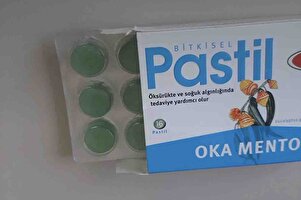 BİTKİSEL
Pastil
Öksürükte ve soğuk algınlığında
tedaviye yardımcı olur
16
Pastil
OKA MENTO